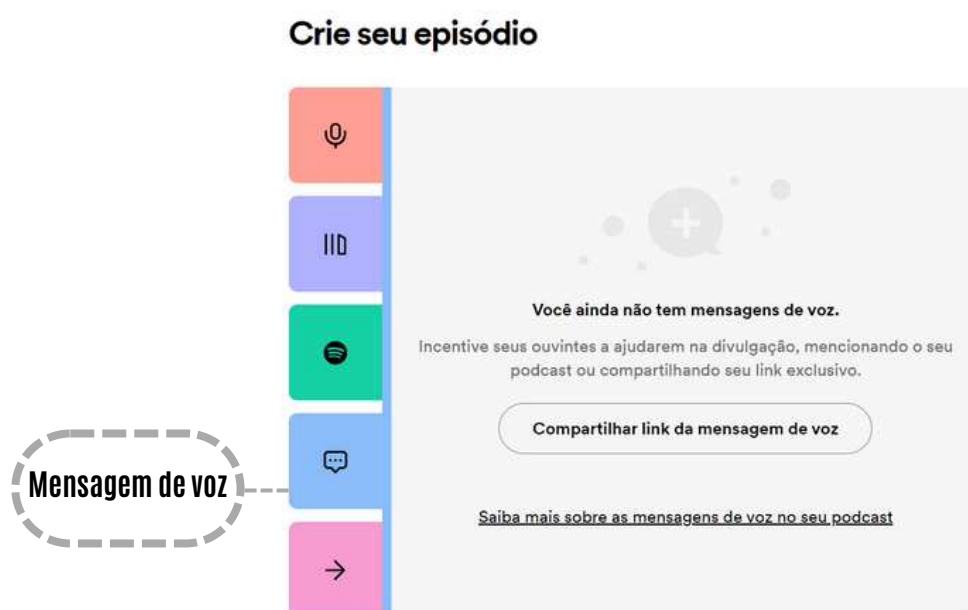 Crie seu episódio
Você ainda não tem mensagens de voz.
Incentive seus ouvintes a ajudarem na divulgação, mencionando o seu
podcast ou compartilhando seu link exclusivo.
Compartilhar link da mensagem de voz
Mensagem de voz
Saiba mais sobre as mensagens de voz no seu podcast